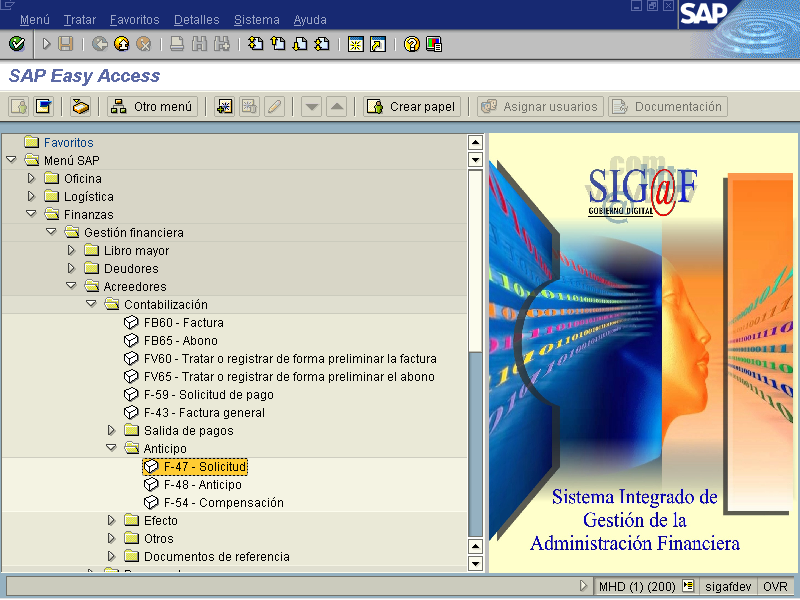 Menú Tratar Favoritos Detalles Sistema Ayuda
SAP
SAP Easy Access
Otro menú Crear papel Asignar usuarios Documentación
Favoritos
Menú SAP
Oficina
Logística
Finanzas
Gestión financiera
Libro mayor
Deudores
Acreedores
Contabilización
FB60 - Factura
FB65 - Abono
FV60 - Tratar o registrar de forma preliminar la factura
FV65 - Tratar o registrar de forma preliminar el abono
F-59 - Solicitud de pago
F-43 - Factura general
Salida de pagos
Anticipo
F-47 - Solicitud
F-48 - Anticipo
F-54 - Compensación
Efecto
Otros
Documentos de referencia
SIG@F
GOBIERNO DIGITAL
Sistema Integrado de
Gestión de la
Administración Financiera
MHD (1) (200) sigafdev OVR